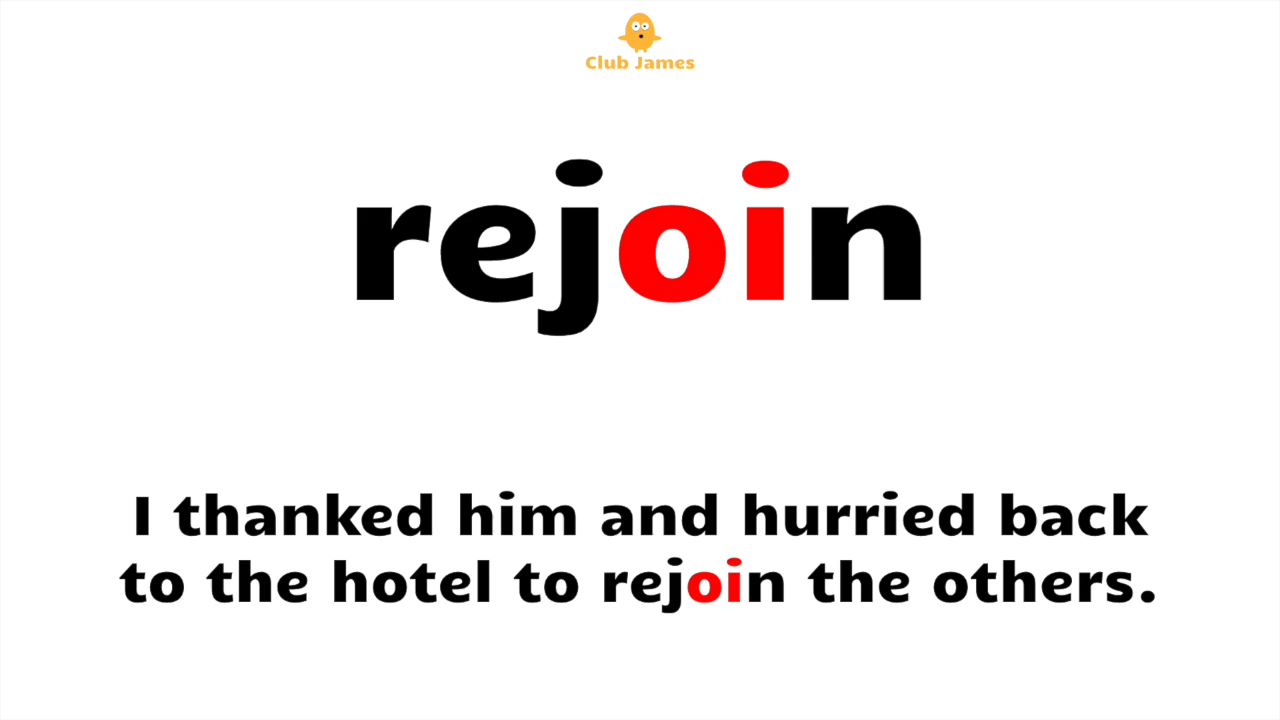 Club James
rejoin
I thanked him and hurried back
to the hotel to rejoin the others.